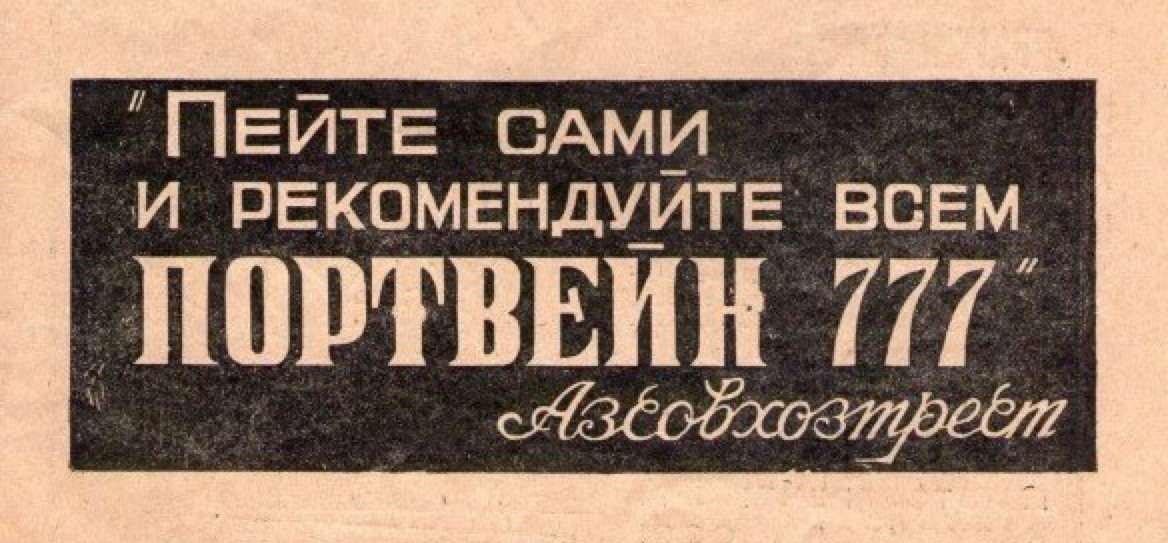 "Пейте сами
и рекомендуйте всем
ПОРТВЕЙН 777"
Азсовхозтрест